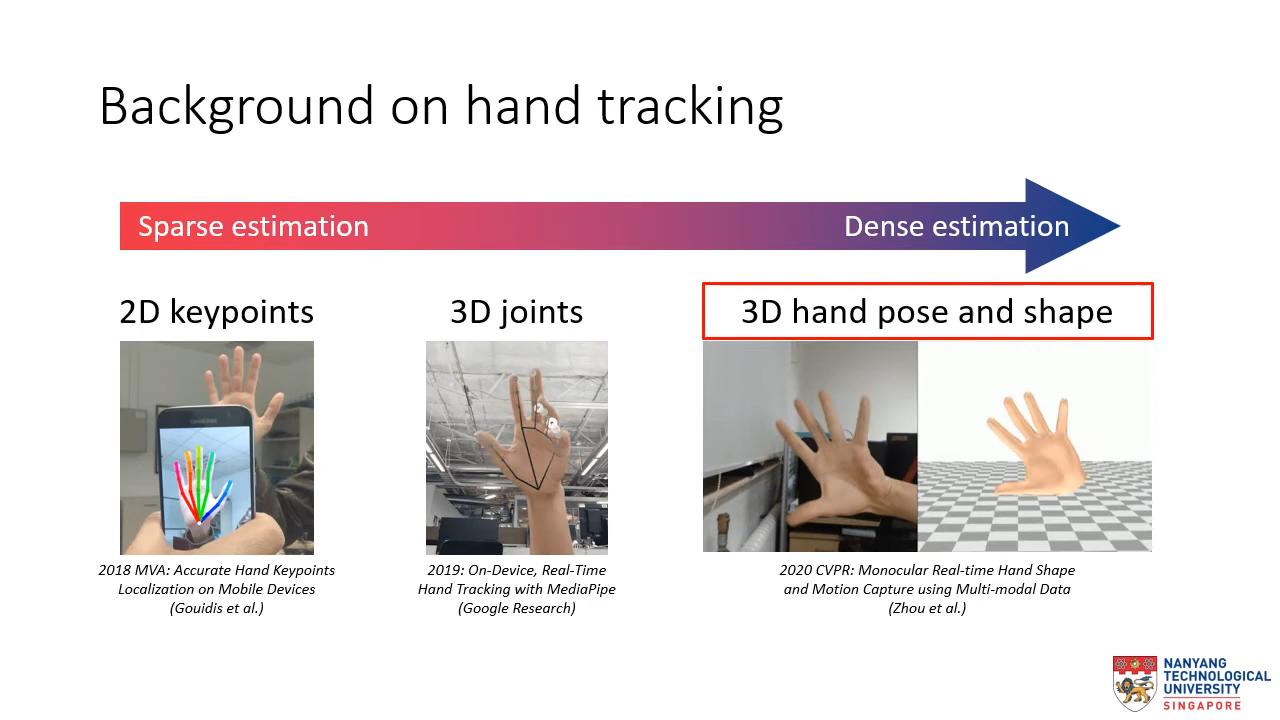 Background on hand tracking
Sparse estimation
Dense estimation
2D keypoints
3D joints
3D hand pose and shape
2018 MVA: Accurate Hand Keypoints
Localization on Mobile Devices
(Gouidis et al.)
2019: On-Device, Real-Time
Hand Tracking with MediaPipe
(Google Research)
2020 CVPR: Monocular Real-time Hand Shape
and Motion Capture using Multi-modal Data
(Zhou et al.)
NANYANG
TECHNOLOGICAL
UNIVERSITY
SINGAPORE